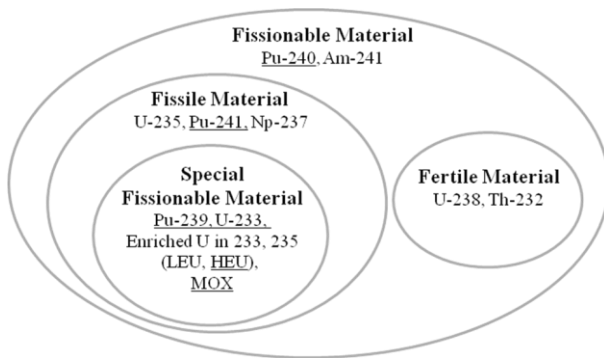 Fissionable Material
Pu-240, Am-241
Fissile Material
U-235, Pu-241, Np-237
Special
Fissionable Material
Pu-239, U-233,
Enriched U in 233, 235
(LEU, HEU),
MOX
Fertile Material
U-238, Th-232